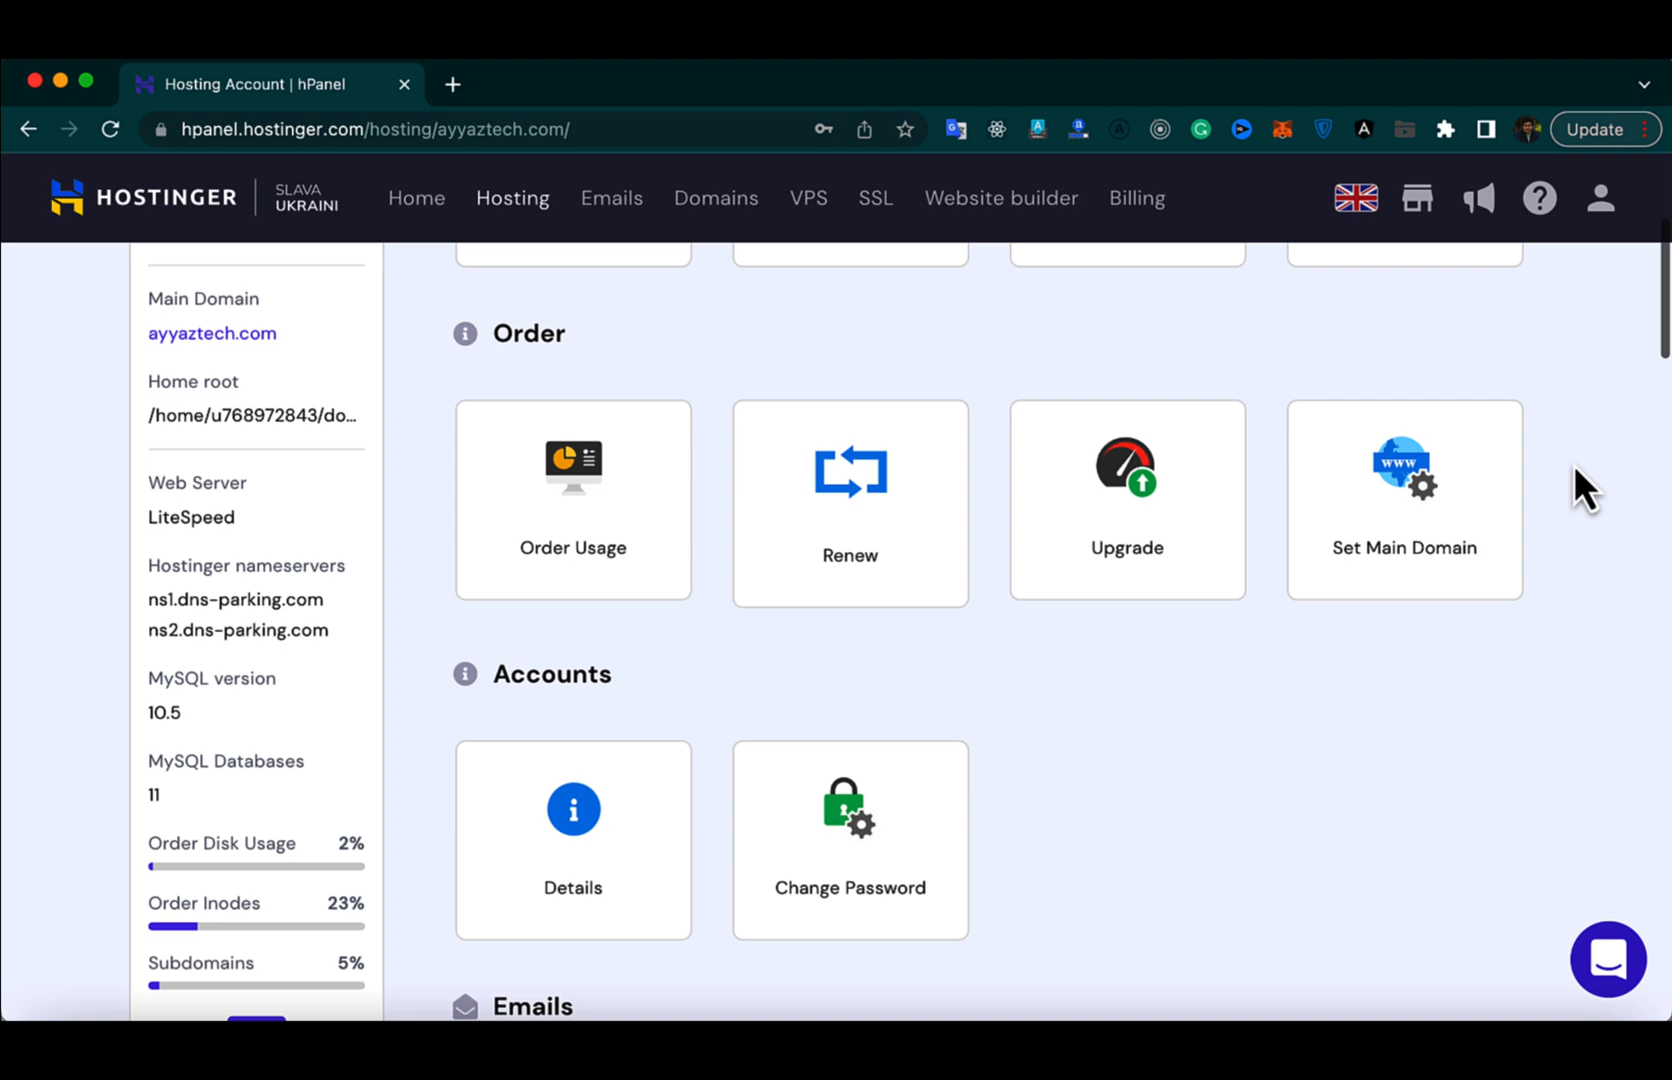 Hosting Account | hPanel
hpanel.hostinger.com/hosting/ayyaztech.com/
Update
HOSTINGER
SLAVA
UKRAINI
Home
Hosting
Emails
Domains
VPS
SSL
Website builder
Billing
Main Domain
ayyaztech.com
Home root
/home/u768972843/do...
Web Server
LiteSpeed
Hostinger nameservers
ns1.dns-parking.com
ns2.dns-parking.com
MySQL version
10.5
MySQL Databases
11
Order Disk Usage 2%
Order Inodes 23%
Subdomains 5%
Order
Order Usage
Renew
www
Upgrade
Set Main Domain
Accounts
Details
Change Password
Emails